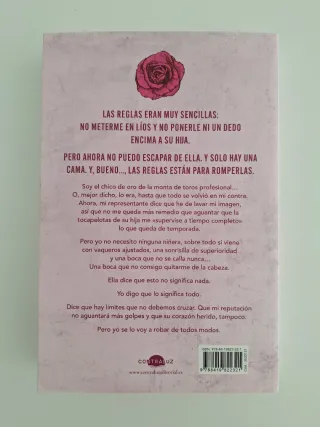 LAS REGLAS ERAN MUY SENCILLAS:
NO METERME EN LÍOS Y NO PONERLE NI UN DEDO
ENCIMA A SU HIJA.
PERO AHORA NO PUEDO ESCAPAR DE ELLA. Y SOLO HAY UNA
CAMA. Y, BUENO..., LAS REGLAS ESTÁN PARA ROMPERLAS.
Soy el chico de oro de la monta de toros profesional...
O, mejor dicho, lo era, hasta que todo se volvió en mi contra.
Ahora, mi representante dice que he de lavar mi imagen,
así que no me queda más remedio que aguantar que la
tocapelotas de su hija me «supervise a tiempo completo»
lo que queda de temporada.
Pero yo no necesito ninguna niñera, sobre todo si viene
con vaqueros ajustados, una sonrisilla de superioridad
y una boca que no se calla nunca...
Una boca que no consigo quitarme de la cabeza.
Ella dice que esto no significa nada.
Yo digo que lo significa todo.
Dice que hay límites que no debemos cruzar. Que mi reputación
no aguantará más golpes y que su corazón herido, tampoco.
Pero yo se lo voy a robar de todos modos.
CONTRALUZ
www.contraluzeditorial.es